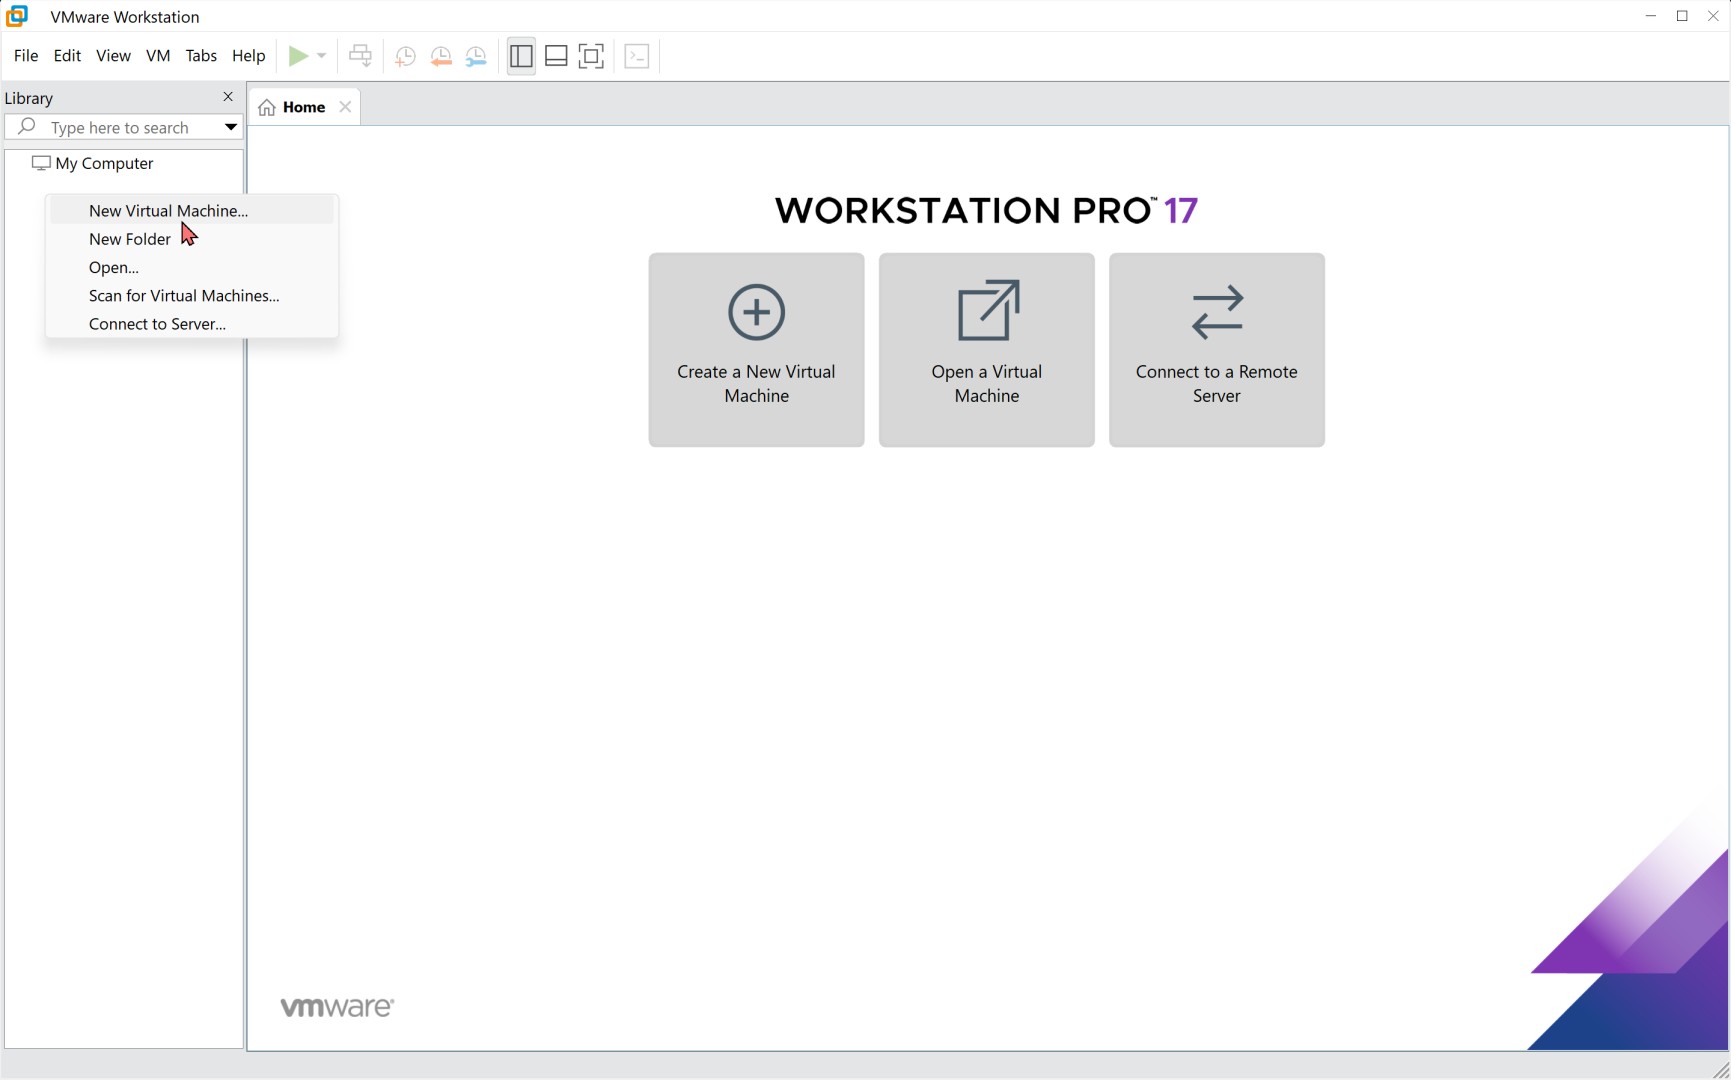 VMware Workstation
File Edit View VM Tabs Help
Library
Home
Type here to search
My Computer
New Virtual Machine...
New Folder
Open...
Scan for Virtual Machines...
Connect to Server...
WORKSTATION PRO™ 17
Create a New Virtual
Machine
Open a Virtual
Machine
Connect to a Remote
Server
vmware®